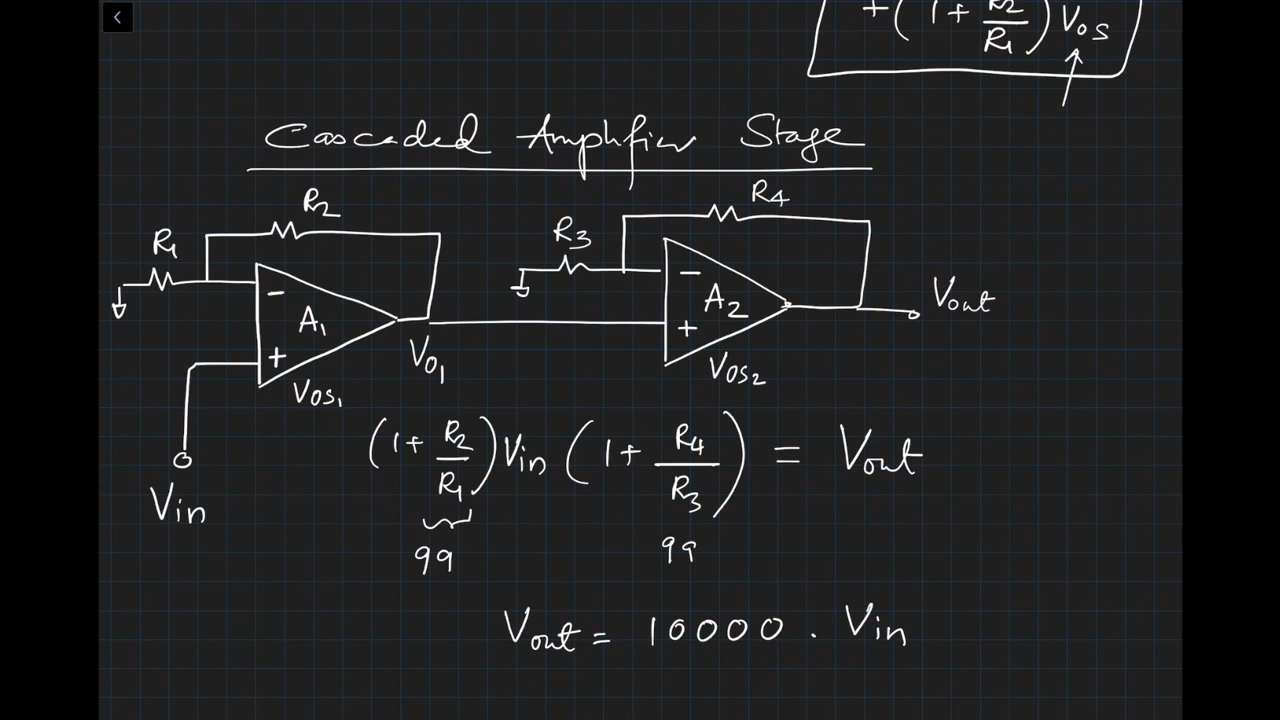 +(1 + R2/R1) Vos
Cascaded Amplifier Stage
R2
R4
R1
R3
−
−
A1
A2
Vout
+
+
VO1
VOS1
VOS2
Vin
(1 + R2/R1) Vin (1 + R4/R3) = Vout
99
99
Vout = 10000 . Vin